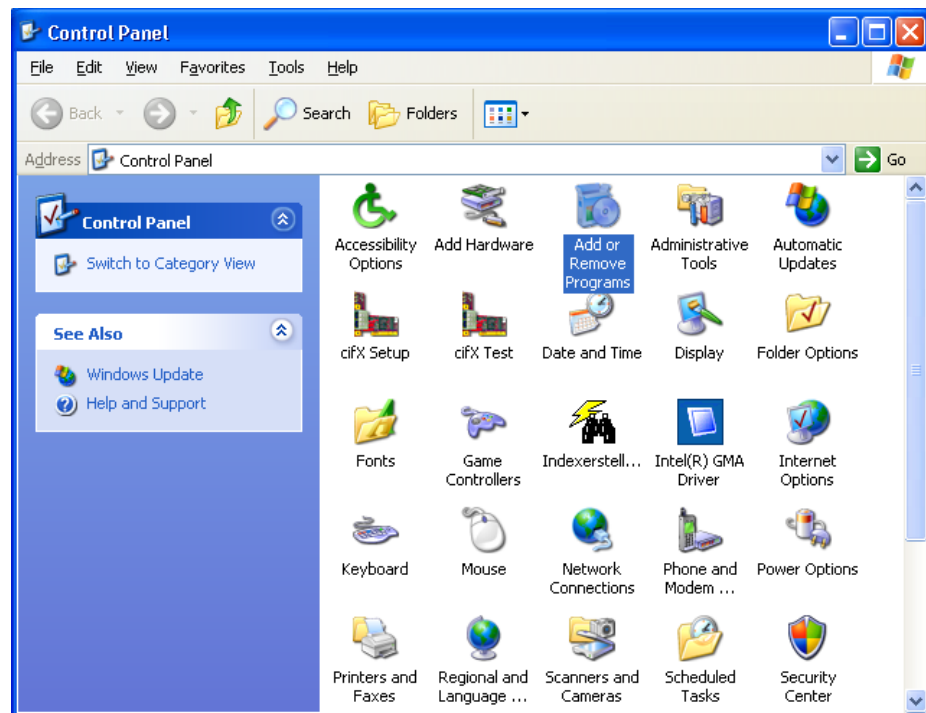 Control Panel
File Edit View Favorites Tools Help
Back Search Folders
Address Control Panel Go
Control Panel
Switch to Category View
See Also
Windows Update
Help and Support
Accessibility
Options
Add Hardware
Add or
Remove
Programs
Administrative
Tools
Automatic
Updates
cifX Setup
cifX Test
Date and Time
Display
Folder Options
Fonts
Game
Controllers
Indexerstell...
Intel(R) GMA
Driver
Internet
Options
Keyboard
Mouse
Network
Connections
Phone and
Modem ...
Power Options
Printers and
Faxes
Regional and
Language ...
Scanners and
Cameras
Scheduled
Tasks
Security
Center